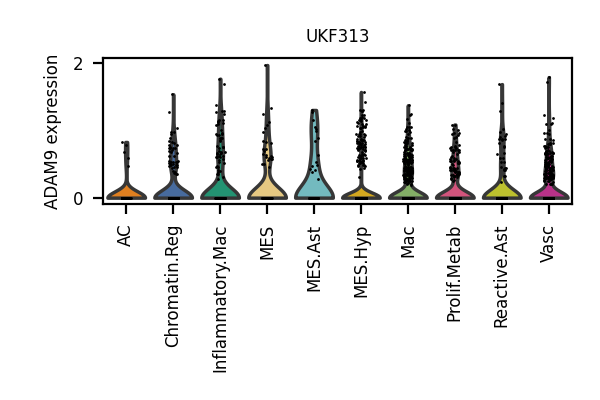 UKF313
ADAM9 expression
2
0
AC
Chromatin.Reg
Inflammatory.Mac
MES
MES.Ast
MES.Hyp
Mac
Prolif.Metab
Reactive.Ast
Vasc